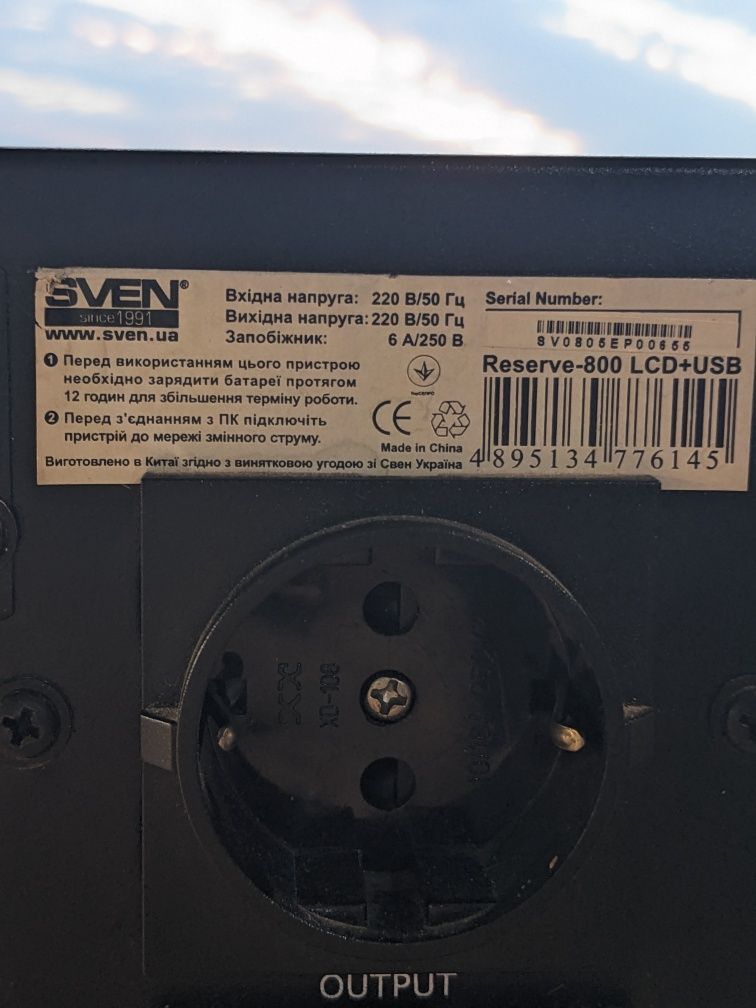 SVEN®
since1991
www.sven.ua
Вхідна напруга: 220 В/50 Гц
Вихідна напруга: 220 В/50 Гц
Запобіжник: 6 А/250 В
❶ Перед використанням цього пристрою
необхідно зарядити батареї протягом
12 годин для збільшення терміну роботи.
❷ Перед з'єднанням з ПК підключіть
пристрій до мережі змінного струму.
Виготовлено в Китаї згідно з винятковою угодою зі Свен Україна
CE
Made in China
Serial Number:
SV0805EP00655
Reserve-800 LCD+USB
4 895134 776145
XD-108
OUTPUT